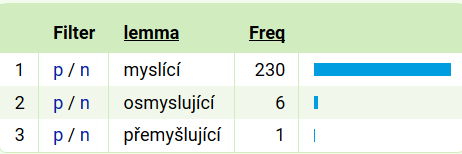 Filter lemma Freq
1 p / n myslící 230
2 p / n osmyslující 6
3 p / n přemyšlující 1